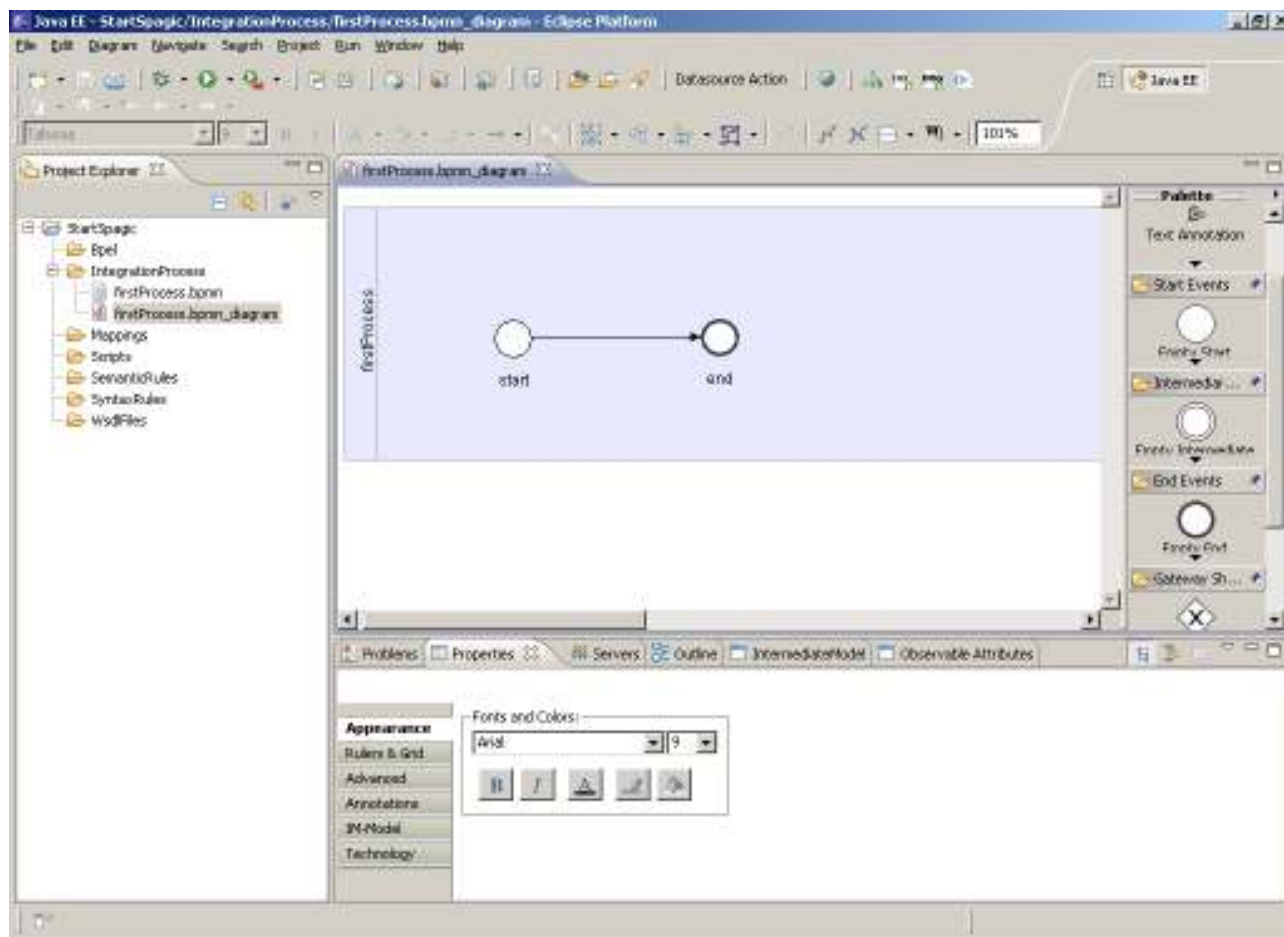 Java EE - StartSpagic/IntegrationProcess/firstProcess.bpmn_diagram - Eclipse Platform
File Edit Diagram Navigate Search Project Run Window Help
Datasource Action
Java EE
Tahoma 9
101%
Project Explorer
firstProcess.bpmn_diagram
StartSpagic
Bpel
IntegrationProcess
firstProcess.bpmn
firstProcess.bpmn_diagram
Mappings
Scripts
SemanticRules
SyntaxRules
WsdlFiles
firstProcess
start
end
Palette
Text Annotation
Start Events
Empty Start
Intermediar ...
Empty Intermediate
End Events
Empty End
Gateway Sh...
Problems Properties Servers Outline IntermediateModel Observable Attributes
Appearance
Rulers & Grid
Advanced
Annotations
IM-Model
Technology
Fonts and Colors:
Arial 9
B I A